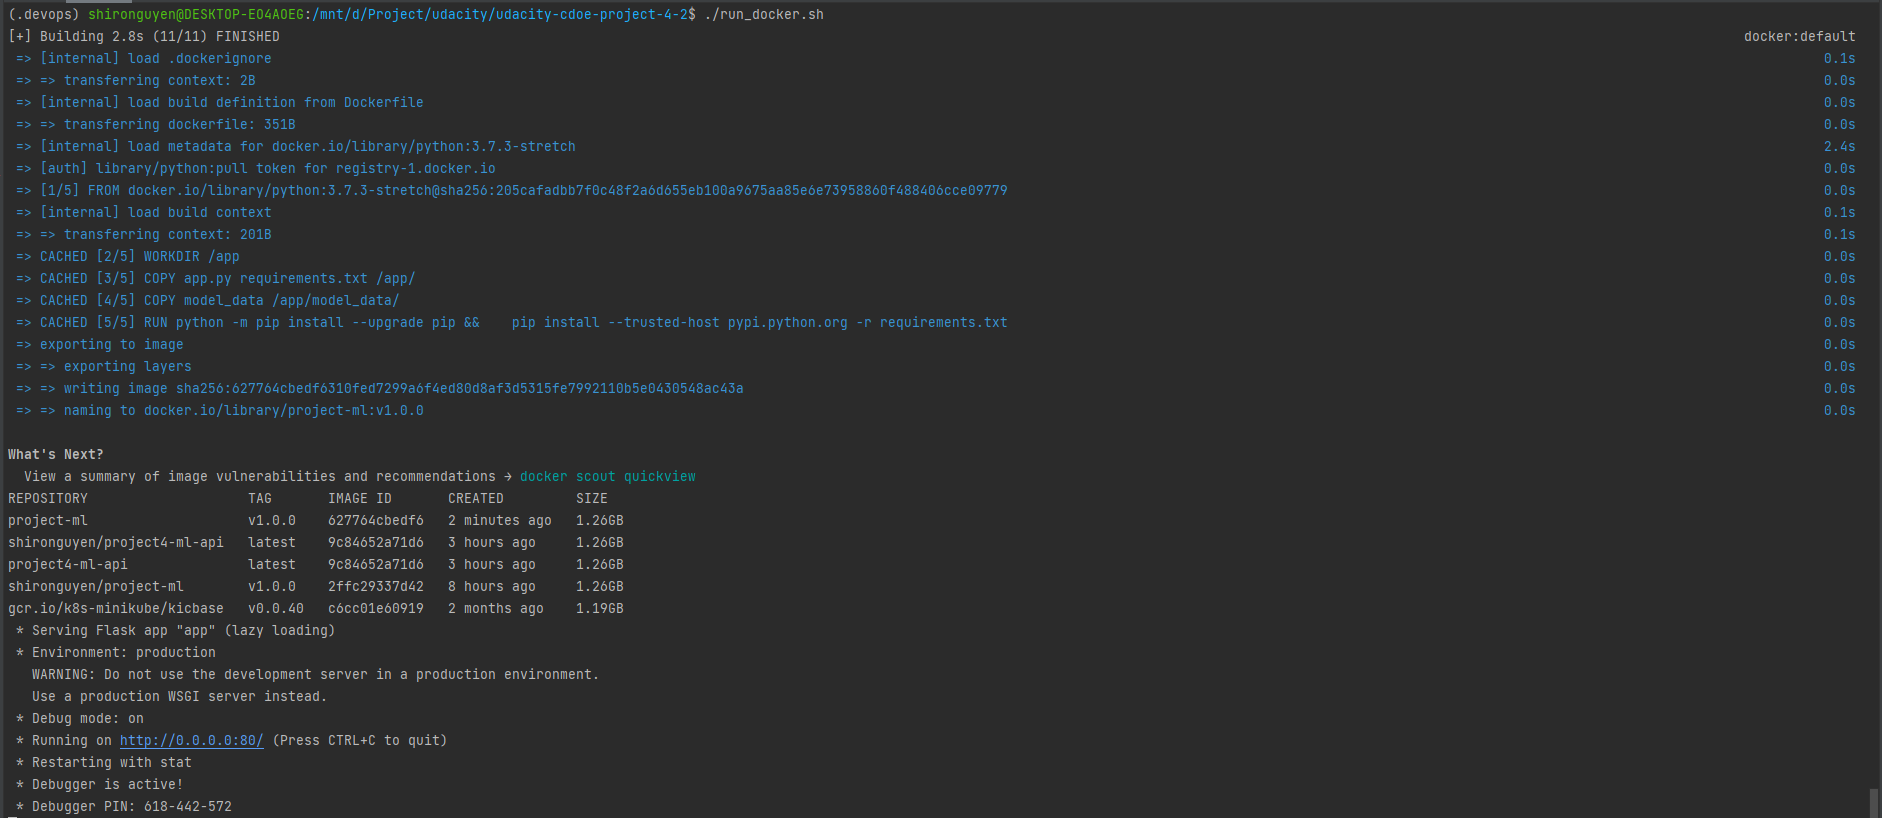 (.devops) shironguyen@DESKTOP-EO4AOEG:/mnt/d/Project/udacity/udacity-cdoe-project-4-2$ ./run_docker.sh
[+] Building 2.8s (11/11) FINISHED docker:default
=> [internal] load .dockerignore 0.1s
=> => transferring context: 2B 0.0s
=> [internal] load build definition from Dockerfile 0.0s
=> => transferring dockerfile: 351B 0.0s
=> [internal] load metadata for docker.io/library/python:3.7.3-stretch 2.4s
=> [auth] library/python:pull token for registry-1.docker.io 0.0s
=> [1/5] FROM docker.io/library/python:3.7.3-stretch@sha256:205cafadbb7f0c48f2a6d655eb100a9675aa85e6e73958860f488406cce09779 0.0s
=> [internal] load build context 0.1s
=> => transferring context: 201B 0.1s
=> CACHED [2/5] WORKDIR /app 0.0s
=> CACHED [3/5] COPY app.py requirements.txt /app/ 0.0s
=> CACHED [4/5] COPY model_data /app/model_data/ 0.0s
=> CACHED [5/5] RUN python -m pip install --upgrade pip &&    pip install --trusted-host pypi.python.org -r requirements.txt 0.0s
=> exporting to image 0.0s
=> => exporting layers 0.0s
=> => writing image sha256:627764cbedf6310fed7299a6f4ed80d8af3d5315fe7992110b5e0430548ac43a 0.0s
=> => naming to docker.io/library/project-ml:v1.0.0 0.0s
What's Next?
View a summary of image vulnerabilities and recommendations → docker scout quickview
REPOSITORY TAG IMAGE ID CREATED SIZE
project-ml v1.0.0 627764cbedf6 2 minutes ago 1.26GB
shironguyen/project4-ml-api latest 9c84652a71d6 3 hours ago 1.26GB
project4-ml-api latest 9c84652a71d6 3 hours ago 1.26GB
shironguyen/project-ml v1.0.0 2ffc29337d42 8 hours ago 1.26GB
gcr.io/k8s-minikube/kicbase v0.0.40 c6cc01e60919 2 months ago 1.19GB
* Serving Flask app "app" (lazy loading)
* Environment: production
WARNING: Do not use the development server in a production environment.
Use a production WSGI server instead.
* Debug mode: on
* Running on http://0.0.0.0:80/ (Press CTRL+C to quit)
* Restarting with stat
* Debugger is active!
* Debugger PIN: 618-442-572